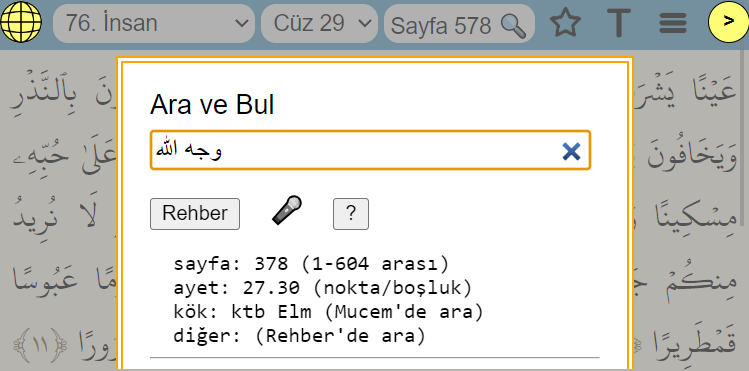 76. İnsan Cüz 29 Sayfa 578 T >
عَيْنًا يَشْرَ نَ بِٱلنَّذْرِ
وَيَخَافُونَ عَلَىٰ حُبِّهِۦ
مِسْكِينًا لَا نُرِيدُ
مِنكُمْ جَ مًا عَبُوسًا
قَمْطَرِيرًا رُورًا ﴿١١﴾
Ara ve Bul
وجه الله
Rehber ?
sayfa: 378 (1-604 arası)
ayet: 27.30 (nokta/boşluk)
kök: ktb Elm (Mucem'de ara)
diğer: (Rehber'de ara)